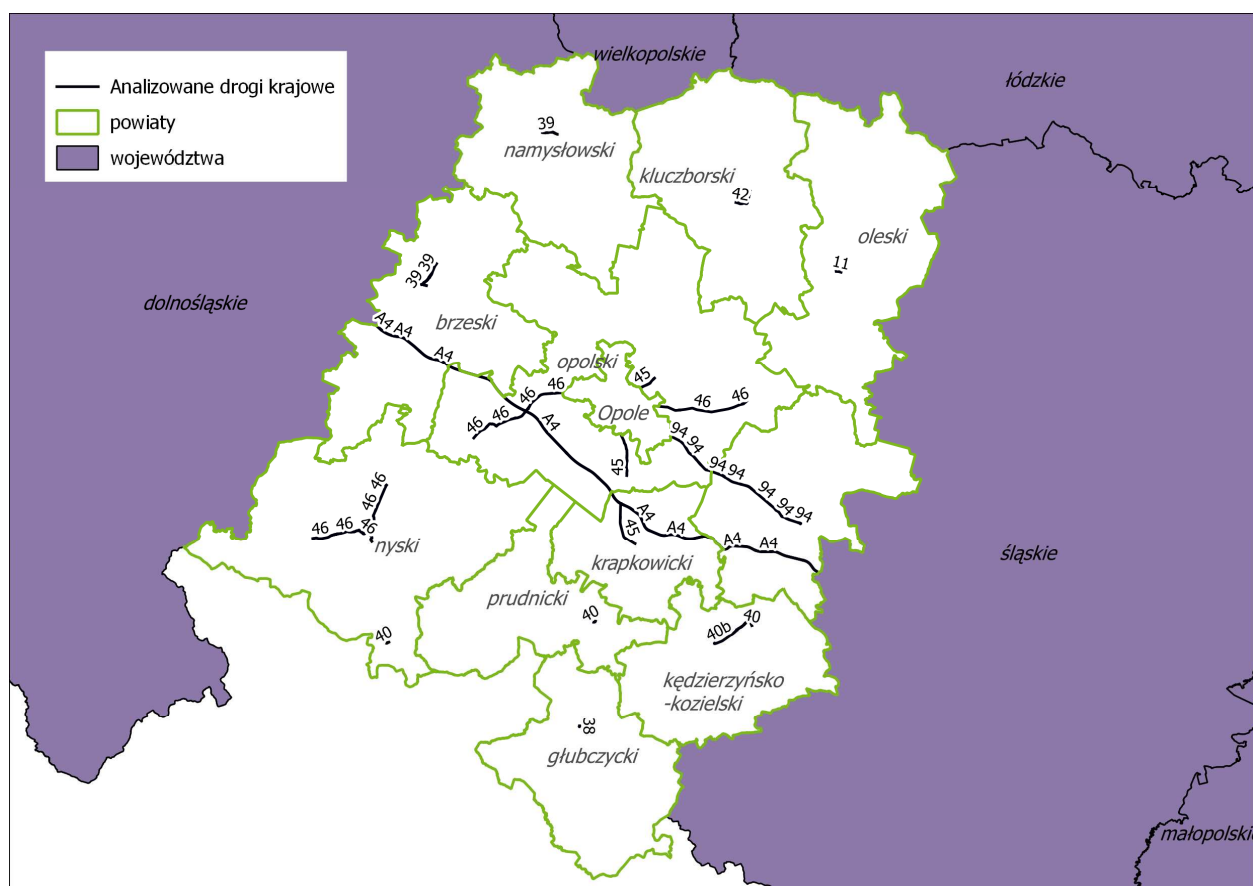 Analizowane drogi krajowe
powiaty
województwa
wielkopolskie
łódzkie
39
namysłowski
kluczborski
42
oleski
11
39 39
dolnośląskie
brzeski
A4 A4
A4
opolski
45
46
46
46
46
46
46
Opole
A4
94
94
45
94 94
94
94 94
46
46
46
46
46
nyski
A4
A4
45
A4
A4
krapkowicki
śląskie
prudnicki
40
40
40b
40
kędzierzyńsko
-kozielski
38
głubczycki
małopolskie